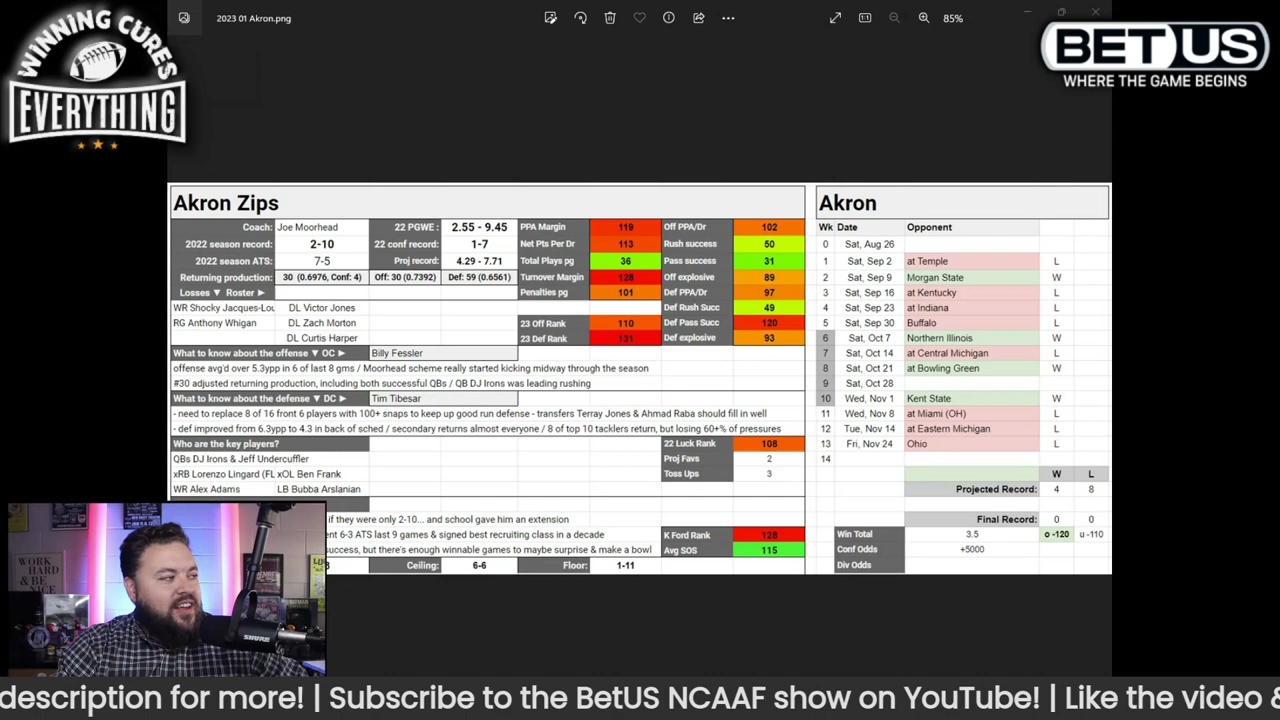 2023 01 Akron.png
85%
WINNING CURES
EVERYTHING
BETUS
WHERE THE GAME BEGINS
Akron Zips
Coach: Joe Moorhead 22 PGWE : 2.55 - 9.45 PPA Margin 119 Off PPA/Dr 102
2022 season record: 2-10 22 conf record: 1-7 Net Pts Per Dr 113 Rush success 50
2022 season ATS: 7-5 Proj record: 4.29 - 7.71 Total Plays pg 36 Pass success 31
Returning production: 30 (0.6976, Conf: 4) Off: 30 (0.7392) Def: 59 (0.6561) Turnover Margin 128 Off explosive 89
Losses ▼ Roster ► Penalties pg 101 Def PPA/Dr 97
WR Shocky Jacques-Lou DL Victor Jones Def Rush Succ 49
RG Anthony Whigan DL Zach Morton 23 Off Rank 110 Def Pass Succ 120
DL Curtis Harper 23 Def Rank 131 Def explosive 93
What to know about the offense ▼ OC ► Billy Fessler
offense avg'd over 5.3ypp in 6 of last 8 gms / Moorhead scheme really started kicking midway through the season
#30 adjusted returning production, including both successful QBs / QB DJ Irons was leading rushing
What to know about the defense ▼ DC ► Tim Tibesar
- need to replace 8 of 16 front 6 players with 100+ snaps to keep up good run defense - transfers Terray Jones & Ahmad Raba should fill in well
- def improved from 6.3ypp to 4.3 in back of sched / secondary returns almost everyone / 8 of top 10 tacklers return, but losing 60+% of pressures
Who are the key players? 22 Luck Rank 108
QBs DJ Irons & Jeff Undercuffler Proj Favs 2
xRB Lorenzo Lingard (FL xOL Ben Frank Toss Ups 3
WR Alex Adams LB Bubba Arslanian
if they were only 2-10... and school gave him an extension
nt 6-3 ATS last 9 games & signed best recruiting class in a decade K Ford Rank 128
success, but there's enough winnable games to maybe surprise & make a bowl Avg SOS 115
Ceiling: 6-6 Floor: 1-11
Akron
Wk Date Opponent
0 Sat, Aug 26
1 Sat, Sep 2 at Temple L
2 Sat, Sep 9 Morgan State W
3 Sat, Sep 16 at Kentucky L
4 Sat, Sep 23 at Indiana L
5 Sat, Sep 30 Buffalo L
6 Sat, Oct 7 Northern Illinois W
7 Sat, Oct 14 at Central Michigan L
8 Sat, Oct 21 at Bowling Green W
9 Sat, Oct 28
10 Wed, Nov 1 Kent State W
11 Wed, Nov 8 at Miami (OH) L
12 Tue, Nov 14 at Eastern Michigan L
13 Fri, Nov 24 Ohio L
14
W L
Projected Record: 4 8
Final Record: 0 0
Win Total 3.5 o -120 u -110
Conf Odds +5000
Div Odds
WORK
HARD
& BE
NICE
SHURE
description for more! | Subscribe to the BetUS NCAAF show on YouTube! | Like the video &